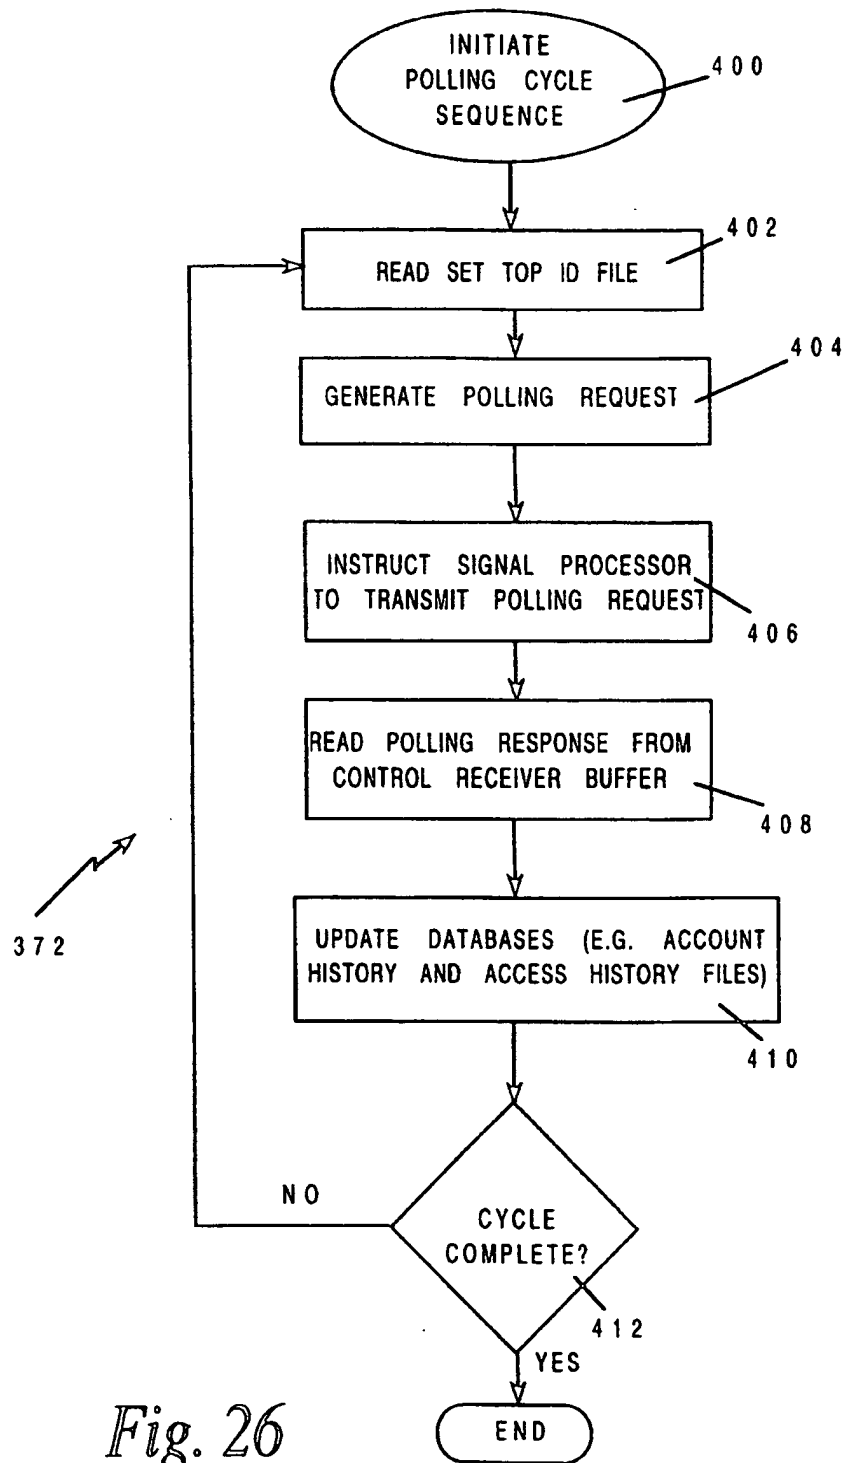 INITIATE
POLLING CYCLE
SEQUENCE
400
402
READ SET TOP ID FILE
404
GENERATE POLLING REQUEST
INSTRUCT SIGNAL PROCESSOR
TO TRANSMIT POLLING REQUEST
406
READ POLLING RESPONSE FROM
CONTROL RECEIVER BUFFER
408
372
UPDATE DATABASES (E.G. ACCOUNT
HISTORY AND ACCESS HISTORY FILES)
410
NO
CYCLE
COMPLETE?
412
YES
END
Fig. 26